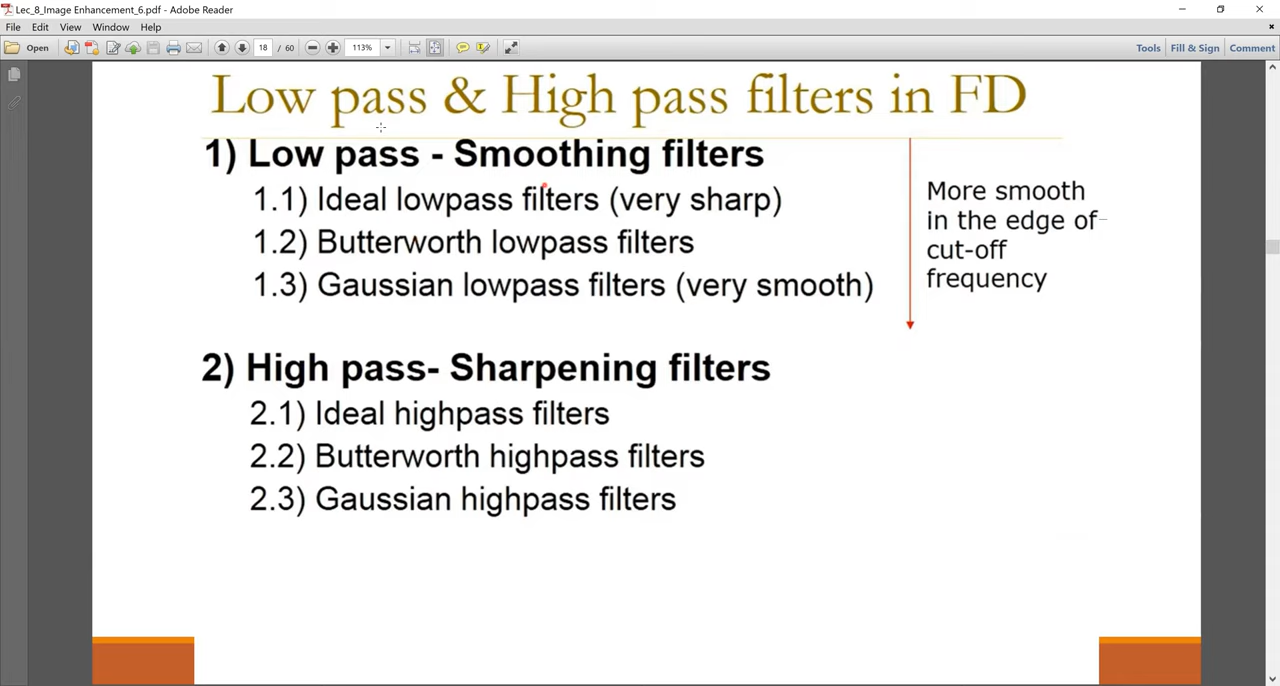 Lec_8_Image Enhancement_6.pdf - Adobe Reader
File Edit View Window Help
Open 18 / 60 113% Tools Fill & Sign Comment
Low pass & High pass filters in FD
1) Low pass - Smoothing filters
1.1) Ideal lowpass filters (very sharp)
1.2) Butterworth lowpass filters
1.3) Gaussian lowpass filters (very smooth)
More smooth
in the edge of
cut-off
frequency
2) High pass- Sharpening filters
2.1) Ideal highpass filters
2.2) Butterworth highpass filters
2.3) Gaussian highpass filters